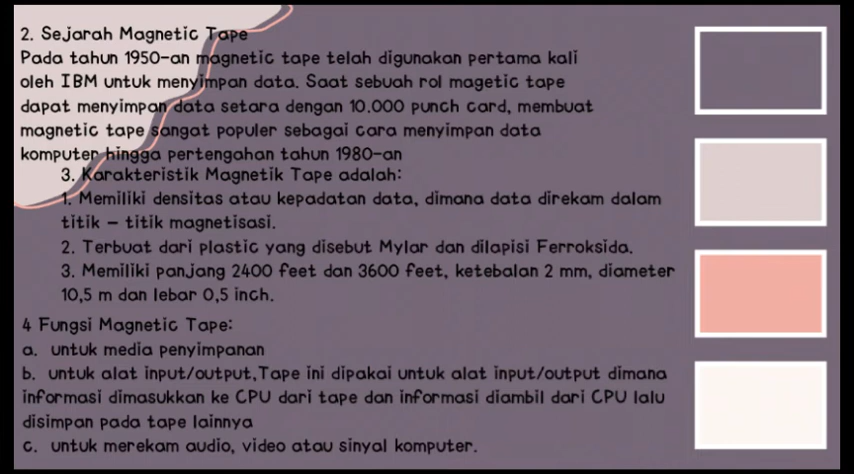 2. Sejarah Magnetic Tape
Pada tahun 1950-an magnetic tape telah digunakan pertama kali
oleh IBM untuk menyimpan data. Saat sebuah rol magetic tape
dapat menyimpan data setara dengan 10.000 punch card, membuat
magnetic tape sangat populer sebagai cara menyimpan data
komputer hingga pertengahan tahun 1980-an
3. Karakteristik Magnetik Tape adalah:
1. Memiliki densitas atau kepadatan data, dimana data direkam dalam
titik – titik magnetisasi.
2. Terbuat dari plastic yang disebut Mylar dan dilapisi Ferroksida.
3. Memiliki panjang 2400 feet dan 3600 feet, ketebalan 2 mm, diameter
10,5 m dan lebar 0,5 inch.
4 Fungsi Magnetic Tape:
a. untuk media penyimpanan
b. untuk alat input/output,Tape ini dipakai untuk alat input/output dimana
informasi dimasukkan ke CPU dari tape dan informasi diambil dari CPU lalu
disimpan pada tape lainnya
c. untuk merekam audio, video atau sinyal komputer.